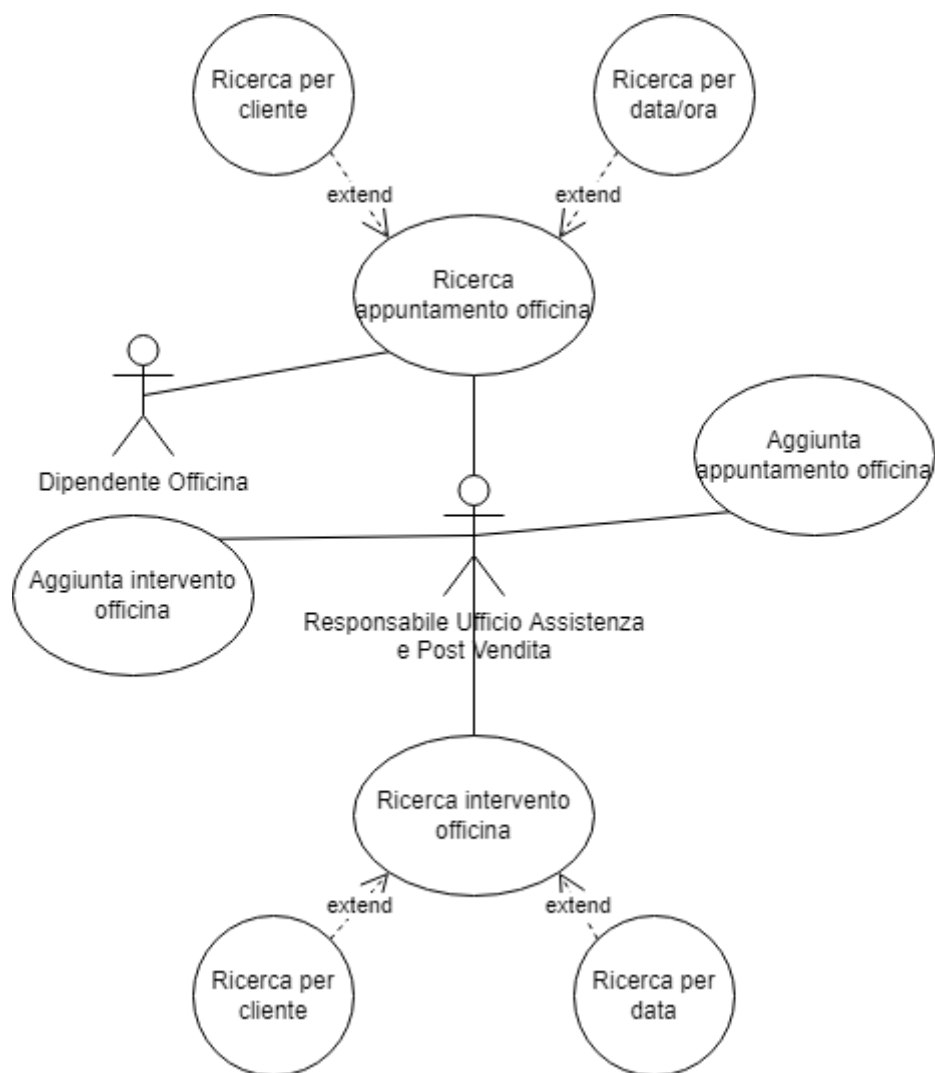 Ricerca per
cliente
Ricerca per
data/ora
extend
extend
Ricerca
appuntamento officina
Dipendente Officina
Aggiunta
appuntamento officina
Aggiunta intervento
officina
Responsabile Ufficio Assistenza
e Post Vendita
Ricerca intervento
officina
extend
extend
Ricerca per
cliente
Ricerca per
data